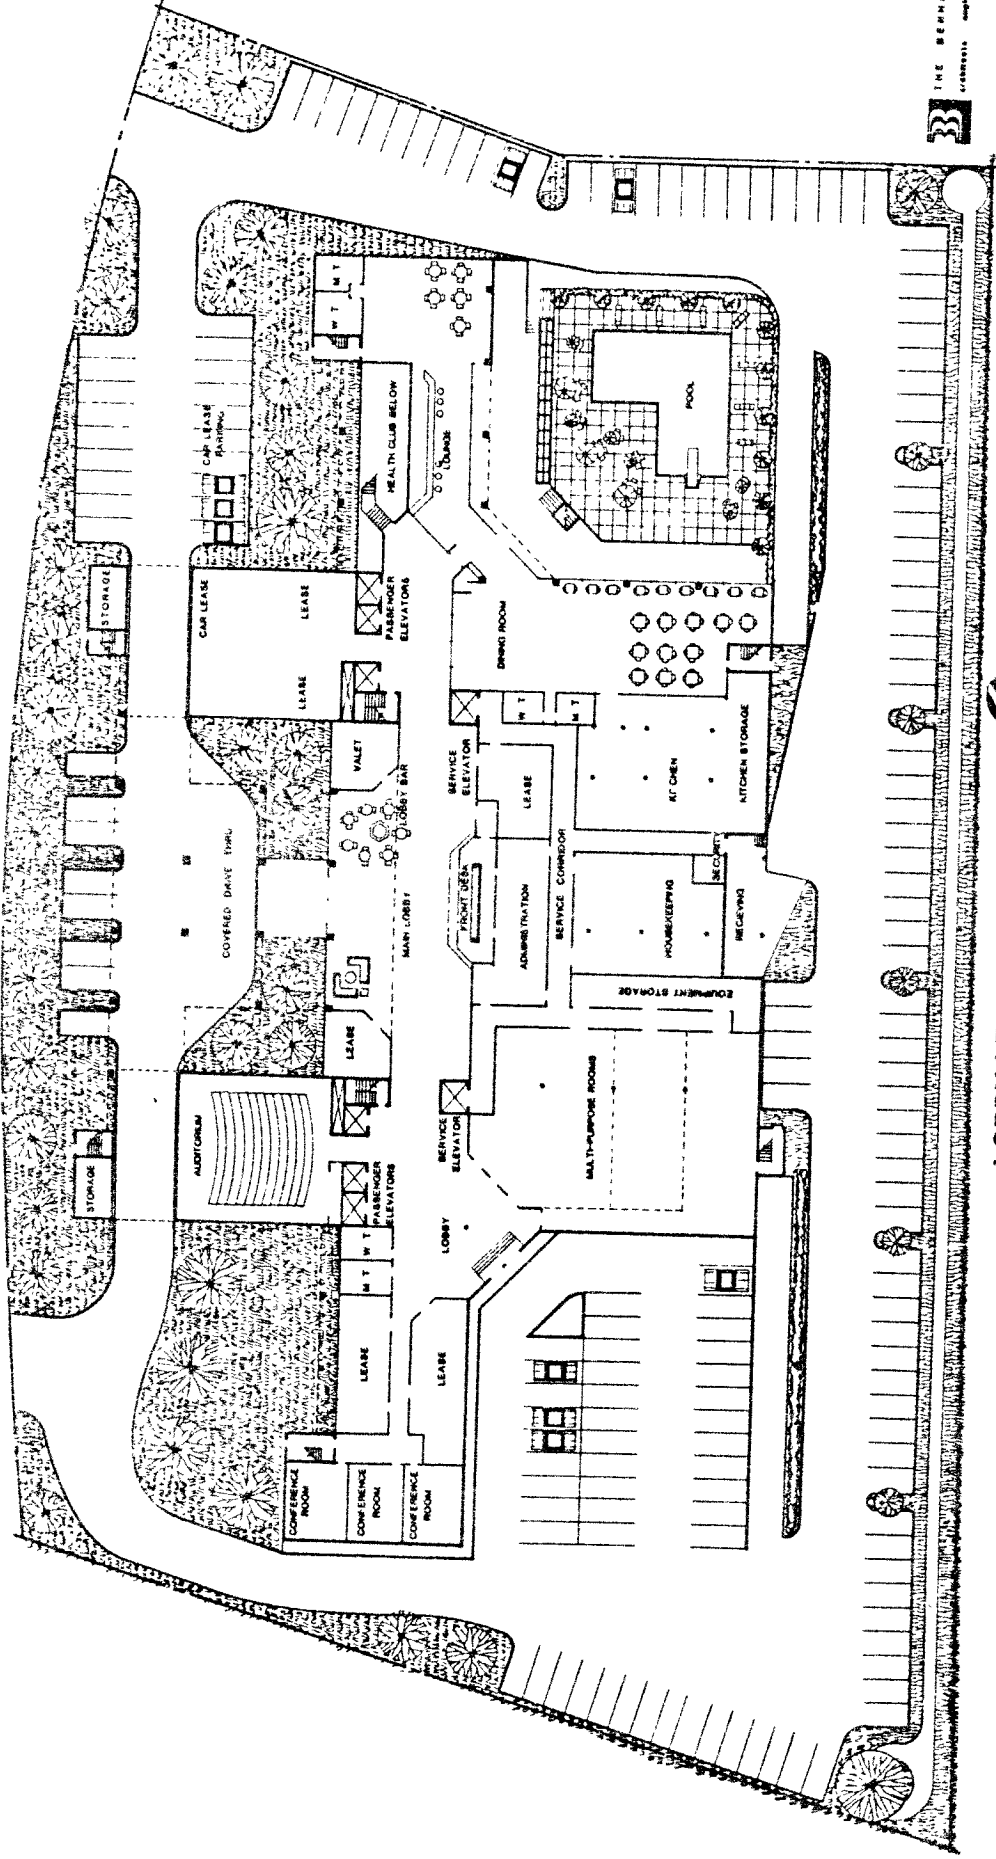 THE
architects
STORAGE
STORAGE
CAR LEASE
PARKING
COVERED DRIVE THRU
AUDITORIUM
CAR LEASE
LEASE
LEASE
LEASE
VALET
M T
W T
HEALTH CLUB BELOW
LOUNGE
PASSENGER
ELEVATORS
PASSENGER
ELEVATORS
LOBBY BAR
MAIN LOBBY
M T
W T
LOBBY
SERVICE
ELEVATOR
SERVICE
ELEVATOR
FRONT DESK
DINING ROOM
W T
M T
LEASE
ADMINISTRATION
SERVICE CORRIDOR
CONFERENCE
ROOM
CONFERENCE
ROOM
CONFERENCE
ROOM
LEASE
LEASE
MULTI-PURPOSE ROOMS
EQUIPMENT STORAGE
HOUSEKEEPING
SECURITY
RECIEVING
KITCHEN
KITCHEN STORAGE
POOL